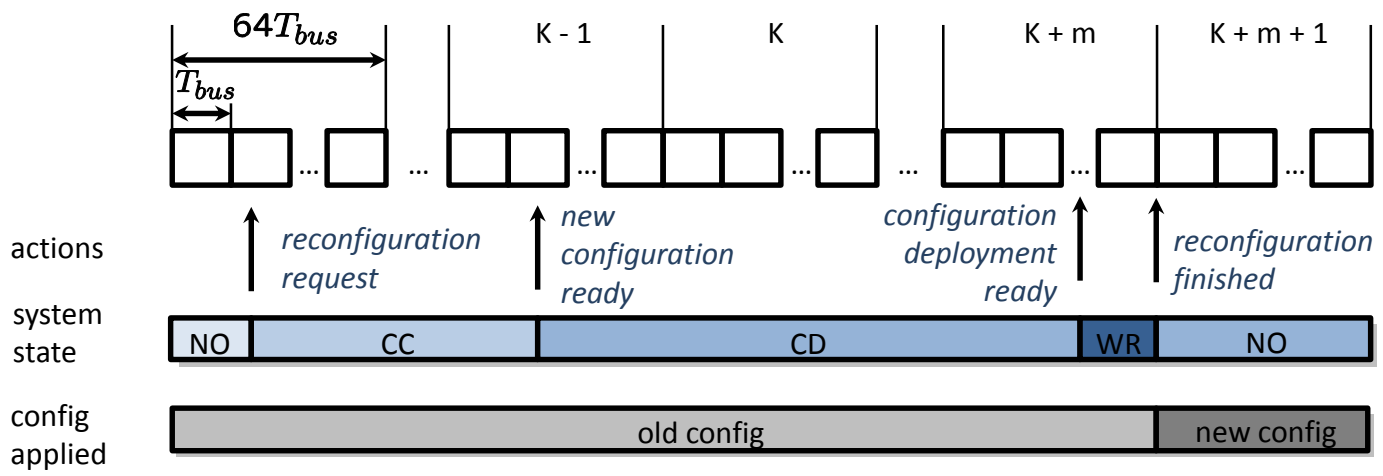 64T_bus
K - 1
K
K + m
K + m + 1
T_bus
...
...
...
...
...
...
...
actions
reconfiguration
request
new
configuration
ready
configuration
deployment
ready
reconfiguration
finished
system
state
NO
CC
CD
WR
NO
config
applied
old config
new config